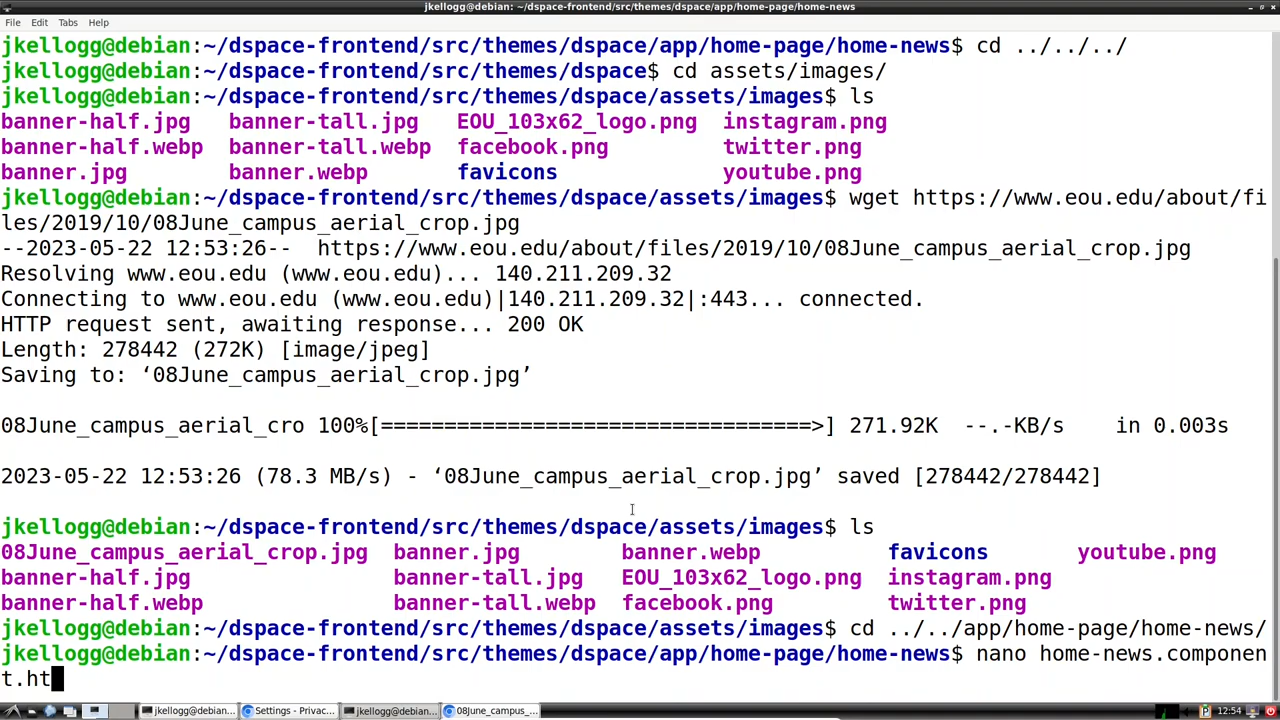 jkellogg@debian: ~/dspace-frontend/src/themes/dspace/app/home-page/home-news
File Edit Tabs Help
jkellogg@debian:~/dspace-frontend/src/themes/dspace/app/home-page/home-news$ cd ../../../
jkellogg@debian:~/dspace-frontend/src/themes/dspace$ cd assets/images/
jkellogg@debian:~/dspace-frontend/src/themes/dspace/assets/images$ ls
banner-half.jpg banner-tall.jpg EOU_103x62_logo.png instagram.png
banner-half.webp banner-tall.webp facebook.png twitter.png
banner.jpg banner.webp favicons youtube.png
jkellogg@debian:~/dspace-frontend/src/themes/dspace/assets/images$ wget https://www.eou.edu/about/fi
les/2019/10/08June_campus_aerial_crop.jpg
--2023-05-22 12:53:26-- https://www.eou.edu/about/files/2019/10/08June_campus_aerial_crop.jpg
Resolving www.eou.edu (www.eou.edu)... 140.211.209.32
Connecting to www.eou.edu (www.eou.edu)|140.211.209.32|:443... connected.
HTTP request sent, awaiting response... 200 OK
Length: 278442 (272K) [image/jpeg]
Saving to: ‘08June_campus_aerial_crop.jpg’
08June_campus_aerial_cro 100%[==================================>] 271.92K --.-KB/s in 0.003s
2023-05-22 12:53:26 (78.3 MB/s) - ‘08June_campus_aerial_crop.jpg’ saved [278442/278442]
jkellogg@debian:~/dspace-frontend/src/themes/dspace/assets/images$ ls
08June_campus_aerial_crop.jpg banner.jpg banner.webp favicons youtube.png
banner-half.jpg banner-tall.jpg EOU_103x62_logo.png instagram.png
banner-half.webp banner-tall.webp facebook.png twitter.png
jkellogg@debian:~/dspace-frontend/src/themes/dspace/assets/images$ cd ../../app/home-page/home-news/
jkellogg@debian:~/dspace-frontend/src/themes/dspace/app/home-page/home-news$ nano home-news.componen
t.ht
jkellogg@debian:... Settings - Privac... jkellogg@debian:... 08June_campus_... 12:54